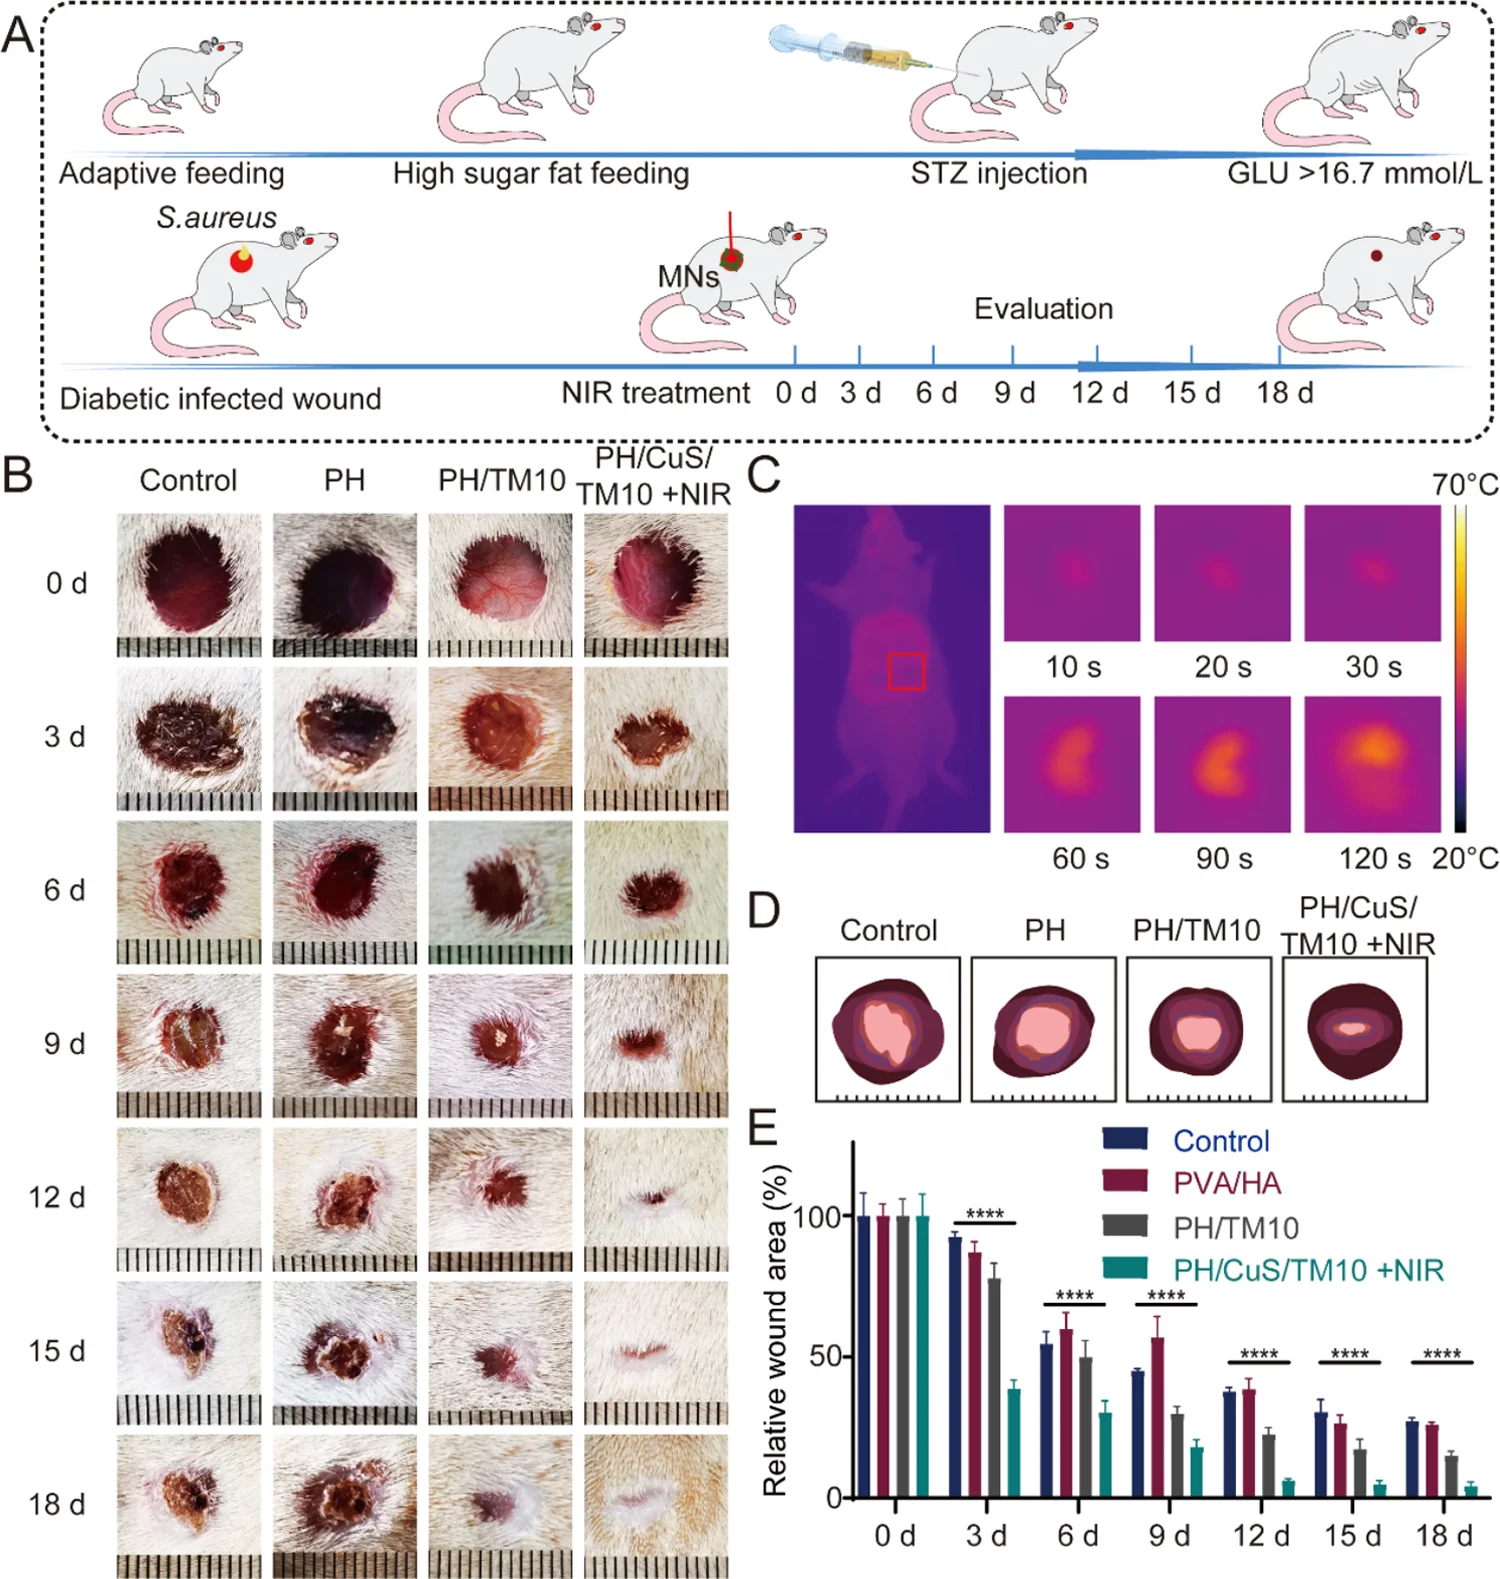 A
Adaptive feeding
High sugar fat feeding
STZ injection
GLU >16.7 mmol/L
S.aureus
MNs
Evaluation
Diabetic infected wound
NIR treatment
0 d
3 d
6 d
9 d
12 d
15 d
18 d
B
Control
PH
PH/TM10
PH/CuS/
TM10 +NIR
0 d
3 d
6 d
9 d
12 d
15 d
18 d
C
70°C
10 s
20 s
30 s
60 s
90 s
120 s
20°C
D
Control
PH
PH/TM10
PH/CuS/
TM10 +NIR
E
Relative wound area (%)
100
50
0
Control
PVA/HA
PH/TM10
PH/CuS/TM10 +NIR
****
****
****
****
****
****
0 d
3 d
6 d
9 d
12 d
15 d
18 d